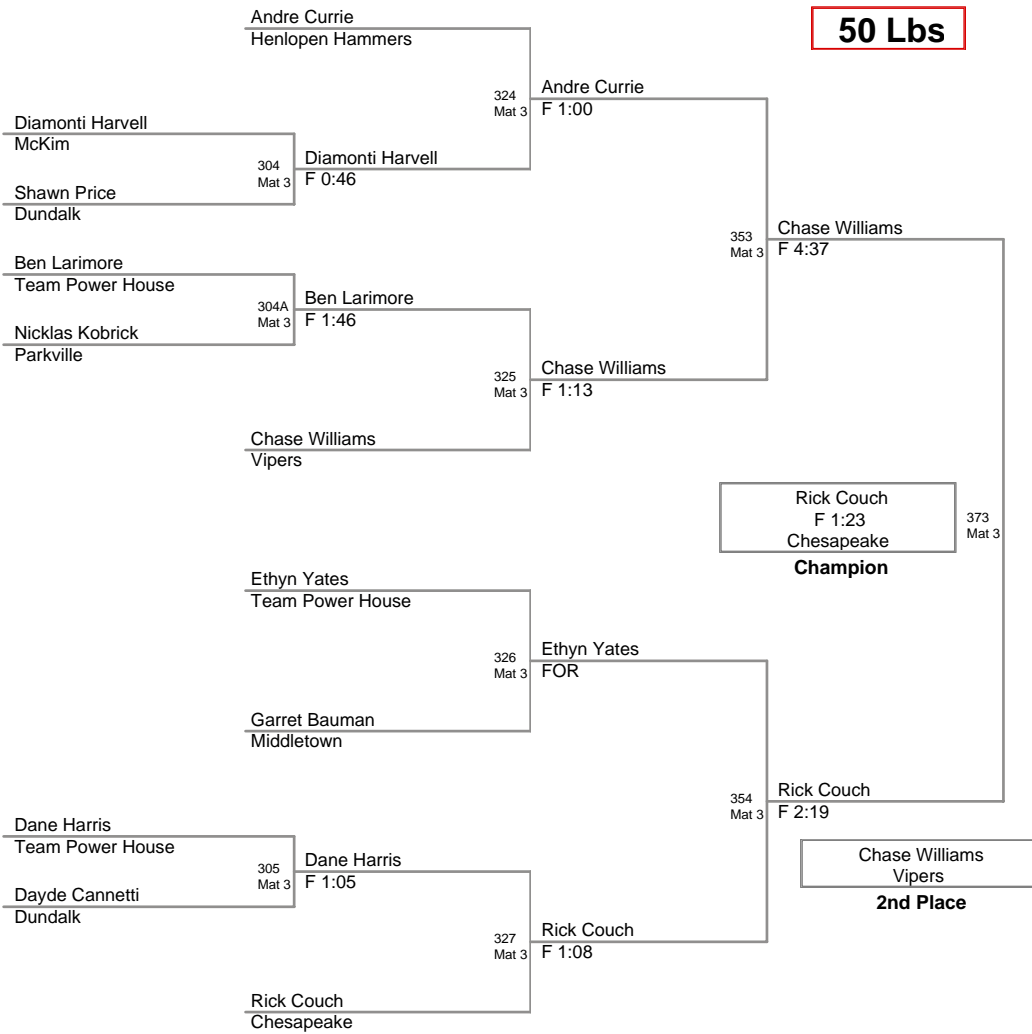 50 Lbs
Andre Currie
Henlopen Hammers
324
Mat 3
Andre Currie
F 1:00
Diamonti Harvell
McKim
304
Mat 3
Diamonti Harvell
F 0:46
Shawn Price
Dundalk
353
Mat 3
Chase Williams
F 4:37
Ben Larimore
Team Power House
304A
Mat 3
Ben Larimore
F 1:46
Nicklas Kobrick
Parkville
325
Mat 3
Chase Williams
F 1:13
Chase Williams
Vipers
Rick Couch
F 1:23
Chesapeake
Champion
373
Mat 3
Ethyn Yates
Team Power House
326
Mat 3
Ethyn Yates
FOR
Garret Bauman
Middletown
354
Mat 3
Rick Couch
F 2:19
Dane Harris
Team Power House
305
Mat 3
Dane Harris
F 1:05
Dayde Cannetti
Dundalk
Chase Williams
Vipers
2nd Place
327
Mat 3
Rick Couch
F 1:08
Rick Couch
Chesapeake